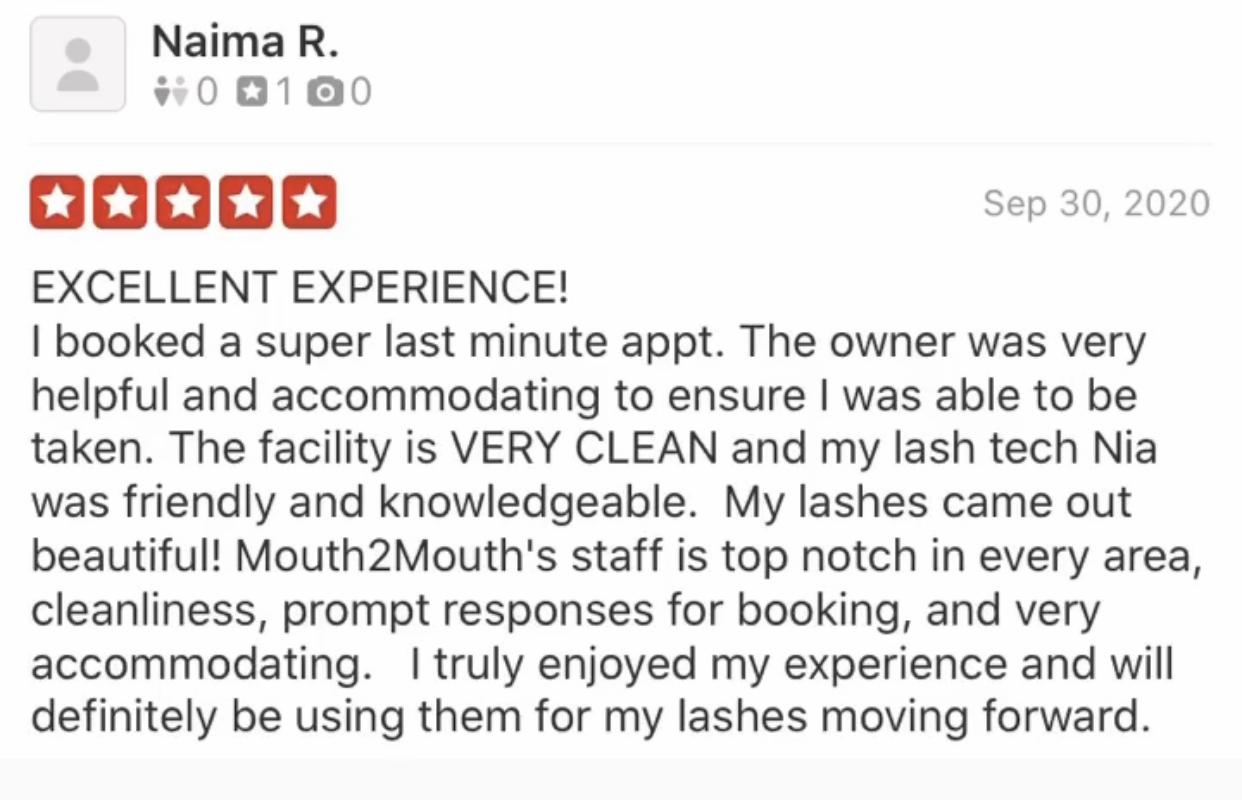 Naima R.
0 1 0
Sep 30, 2020
EXCELLENT EXPERIENCE!
I booked a super last minute appt. The owner was very
helpful and accommodating to ensure I was able to be
taken. The facility is VERY CLEAN and my lash tech Nia
was friendly and knowledgeable.  My lashes came out
beautiful! Mouth2Mouth's staff is top notch in every area,
cleanliness, prompt responses for booking, and very
accommodating.   I truly enjoyed my experience and will
definitely be using them for my lashes moving forward.